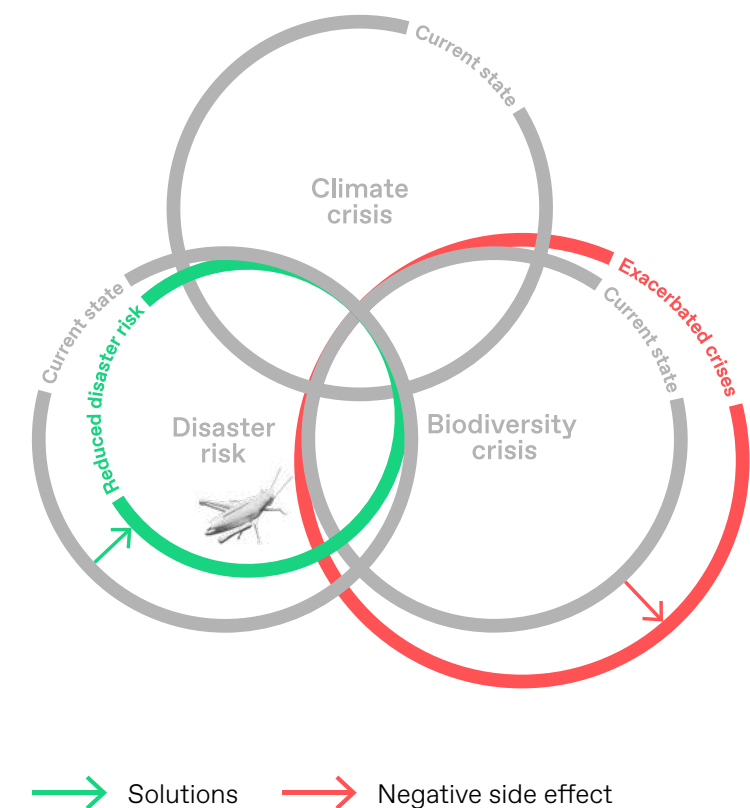 Current state
Climate
crisis
Exacerbated crises
Current state
Current state
Reduced disaster risk
Disaster
risk
Biodiversity
crisis
Solutions
Negative side effect